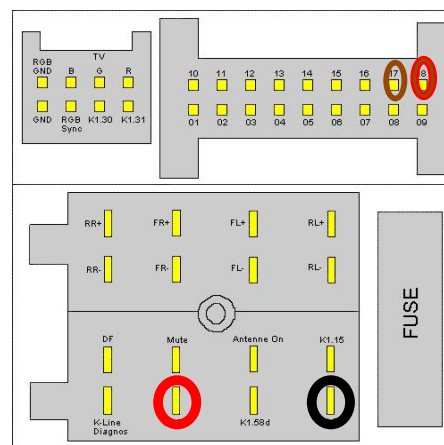 TV
RGB GND B G R
GND RGB Sync K1.30 K1.31
10 11 12 13 14 15 16 17 18
01 02 03 04 05 06 07 08 09
RR+ FR+ FL+ RL+
RR- FR- FL- RL-
DF Mute Antenne On K1.15
K-Line Diagnos K1.58d
FUSE